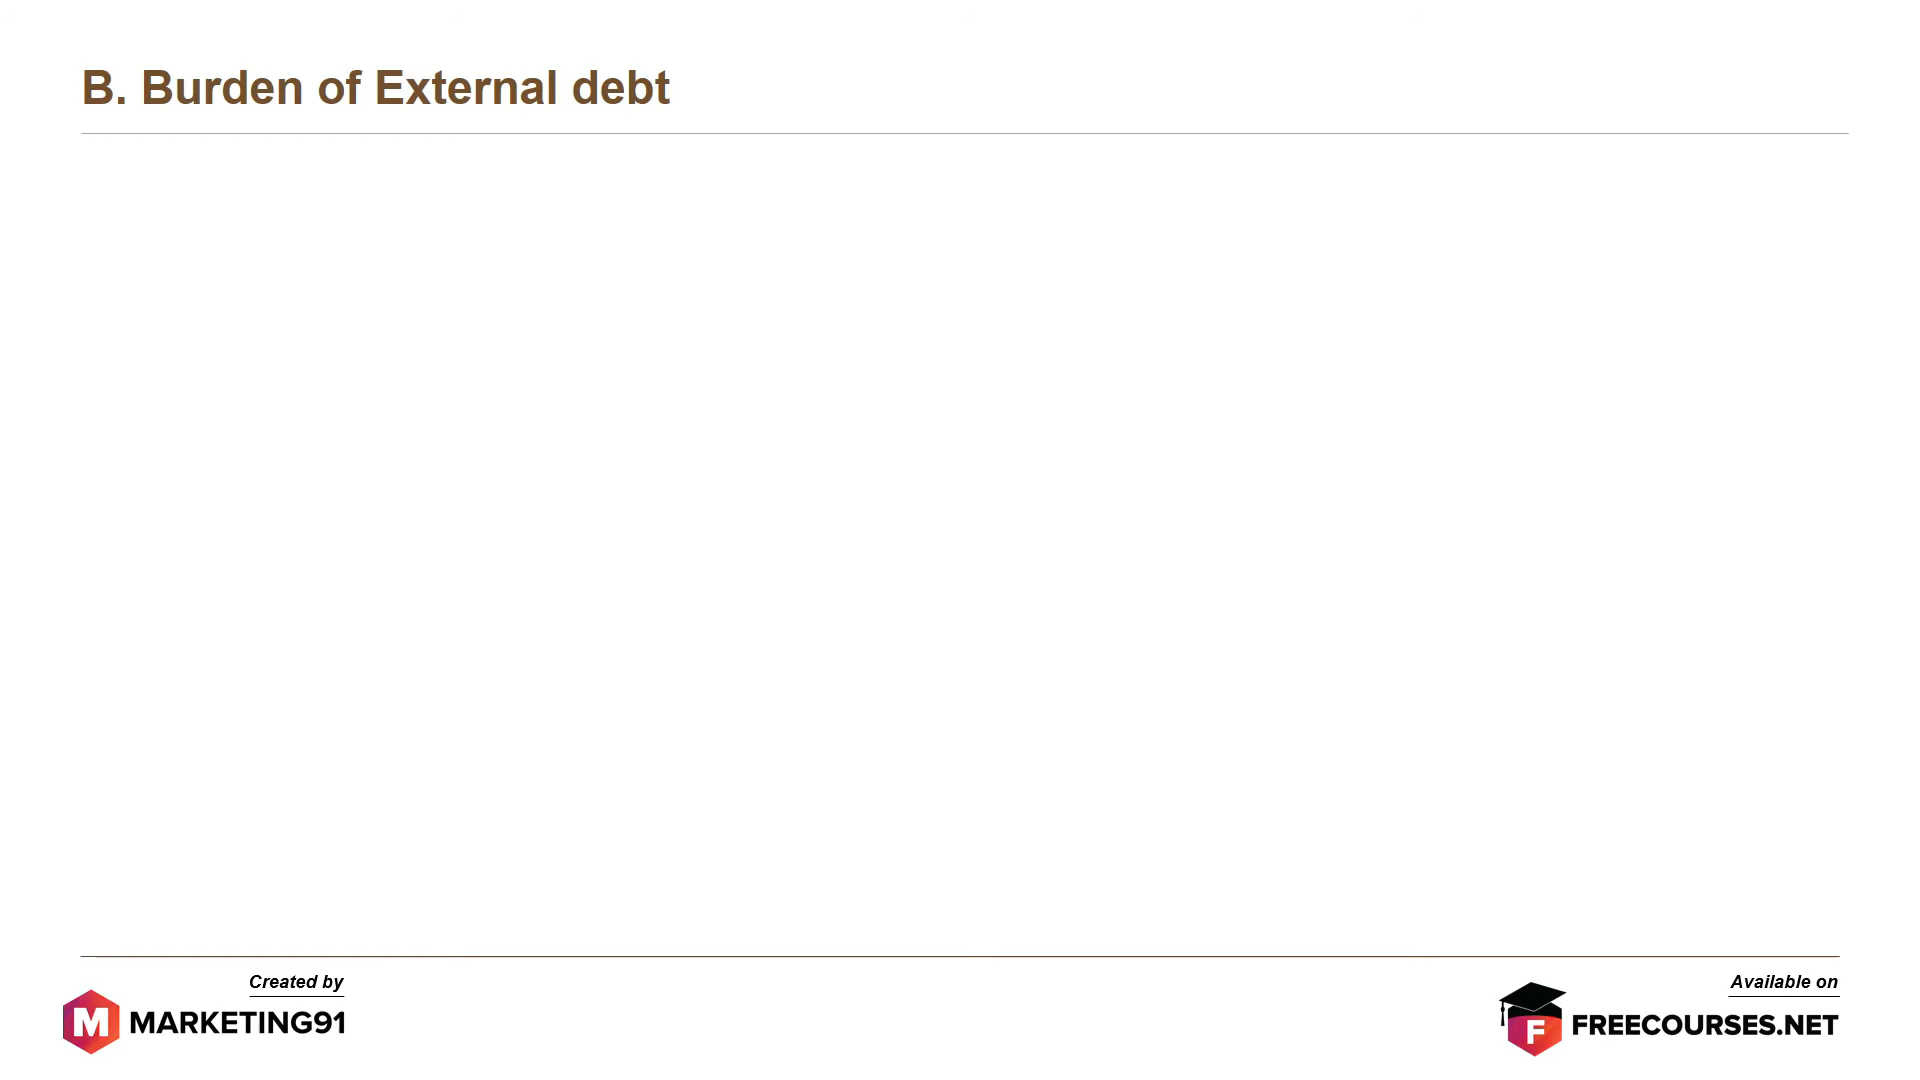 B. Burden of External debt
Created by
M MARKETING91
Available on
F FREECOURSES.NET